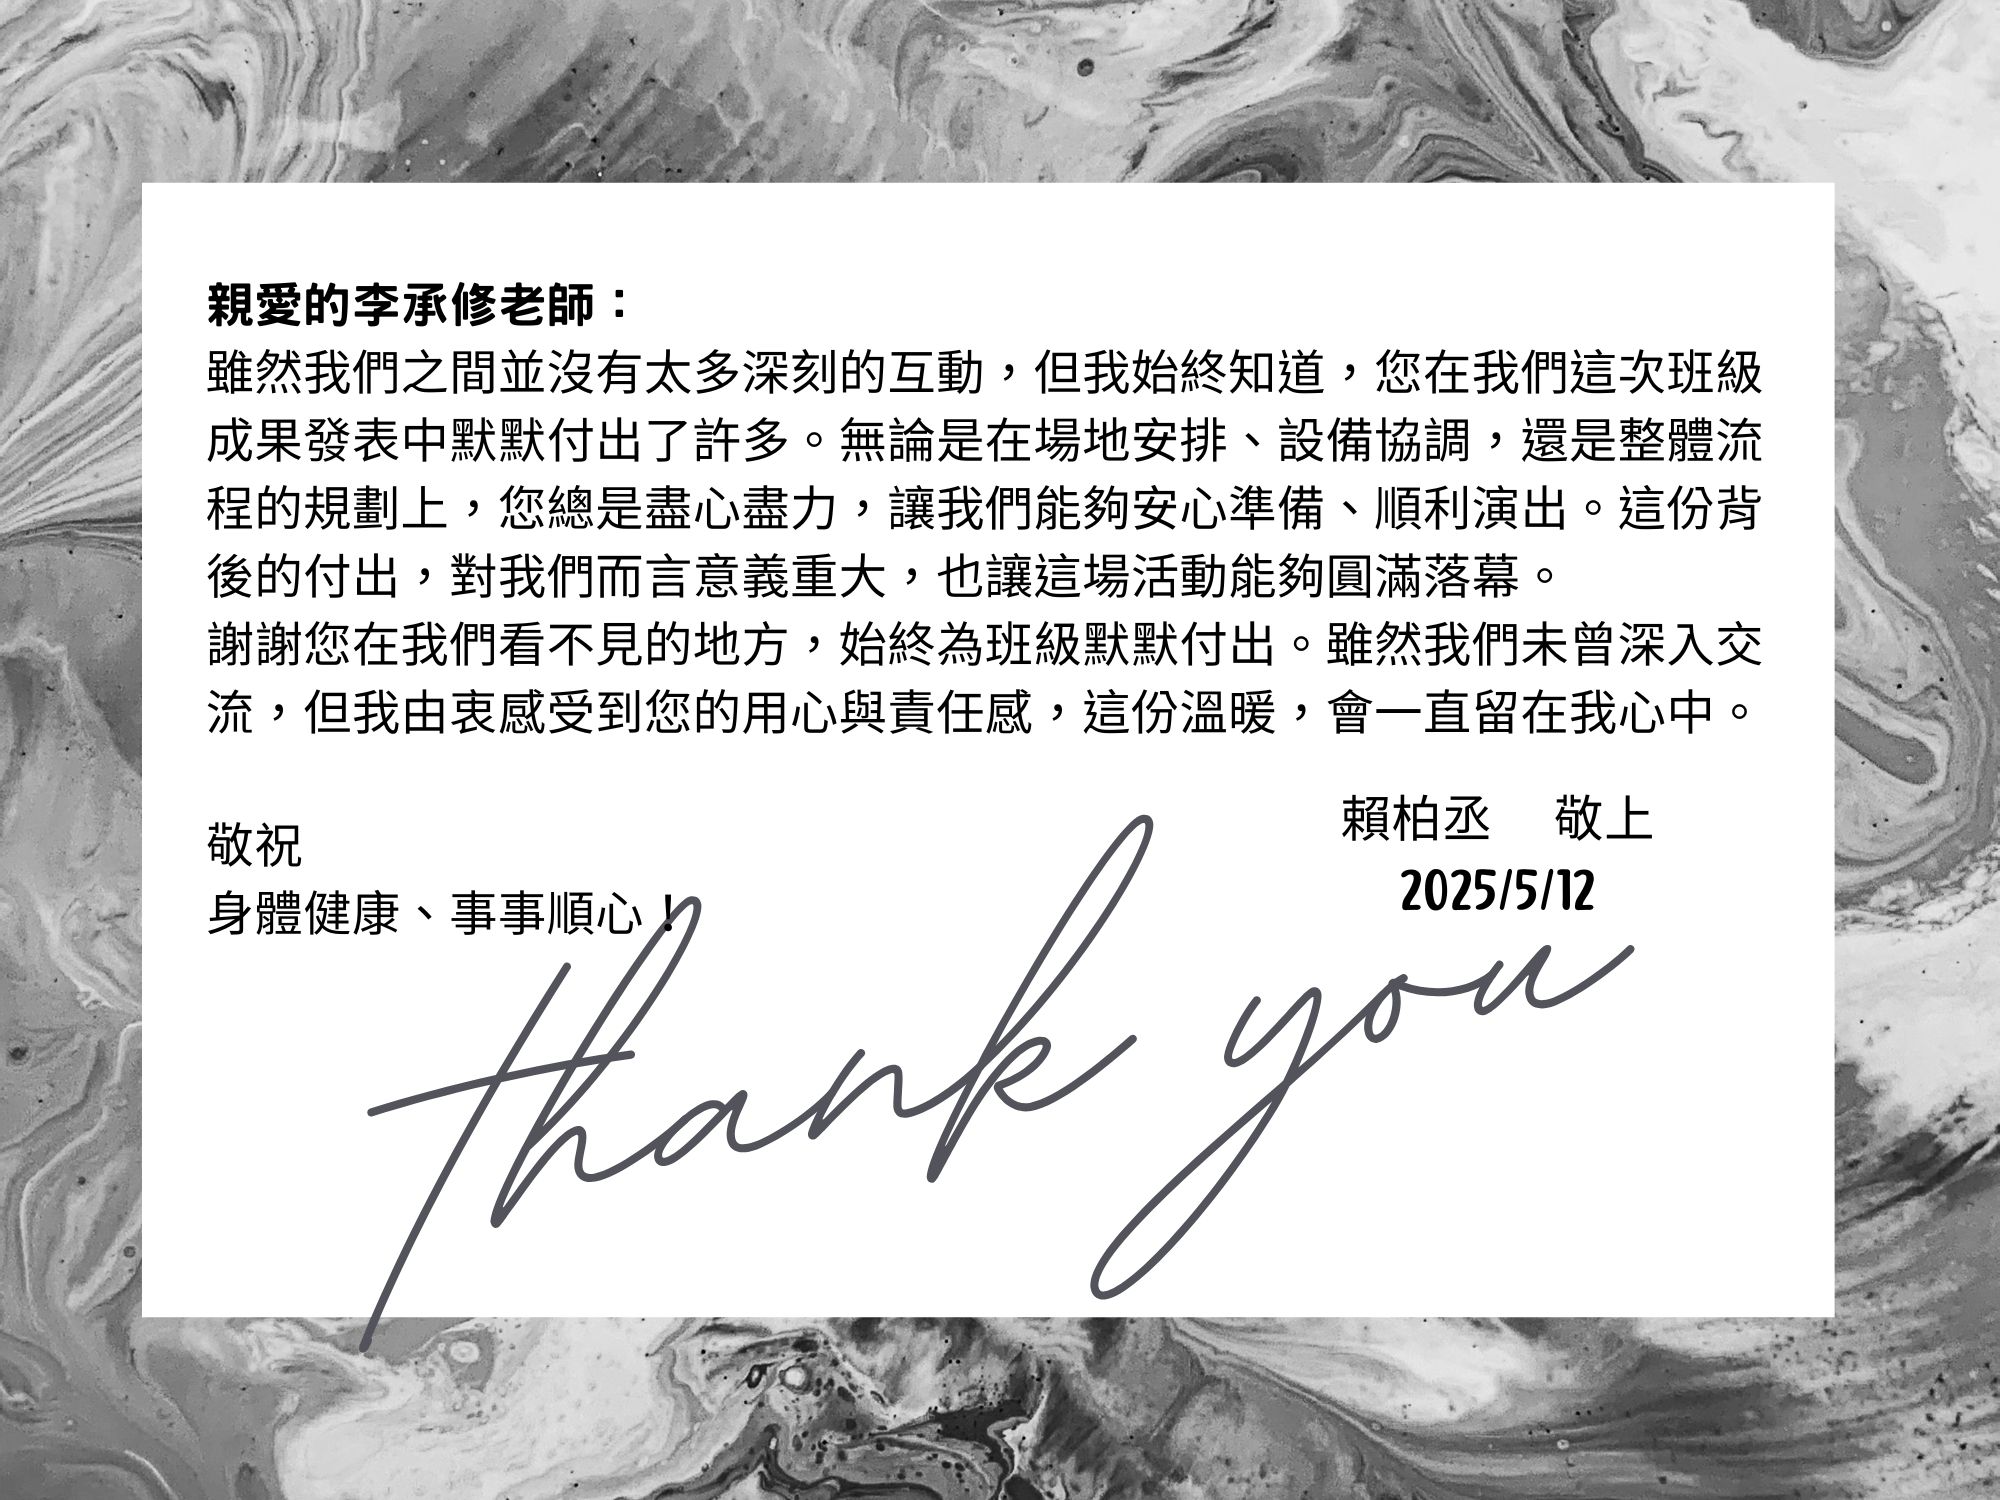 親愛的李承修老師：
雖然我們之間並沒有太多深刻的互動，但我始終知道，您在我們這次班級
成果發表中默默付出了許多。無論是在場地安排、設備協調，還是整體流
程的規劃上，您總是盡心盡力，讓我們能夠安心準備、順利演出。這份背
後的付出，對我們而言意義重大，也讓這場活動能夠圓滿落幕。
謝謝您在我們看不見的地方，始終為班級默默付出。雖然我們未曾深入交
流，但我由衷感受到您的用心與責任感，這份溫暖，會一直留在我心中。
敬祝
身體健康、事事順心！
賴柏丞 敬上
2025/5/12
thank you